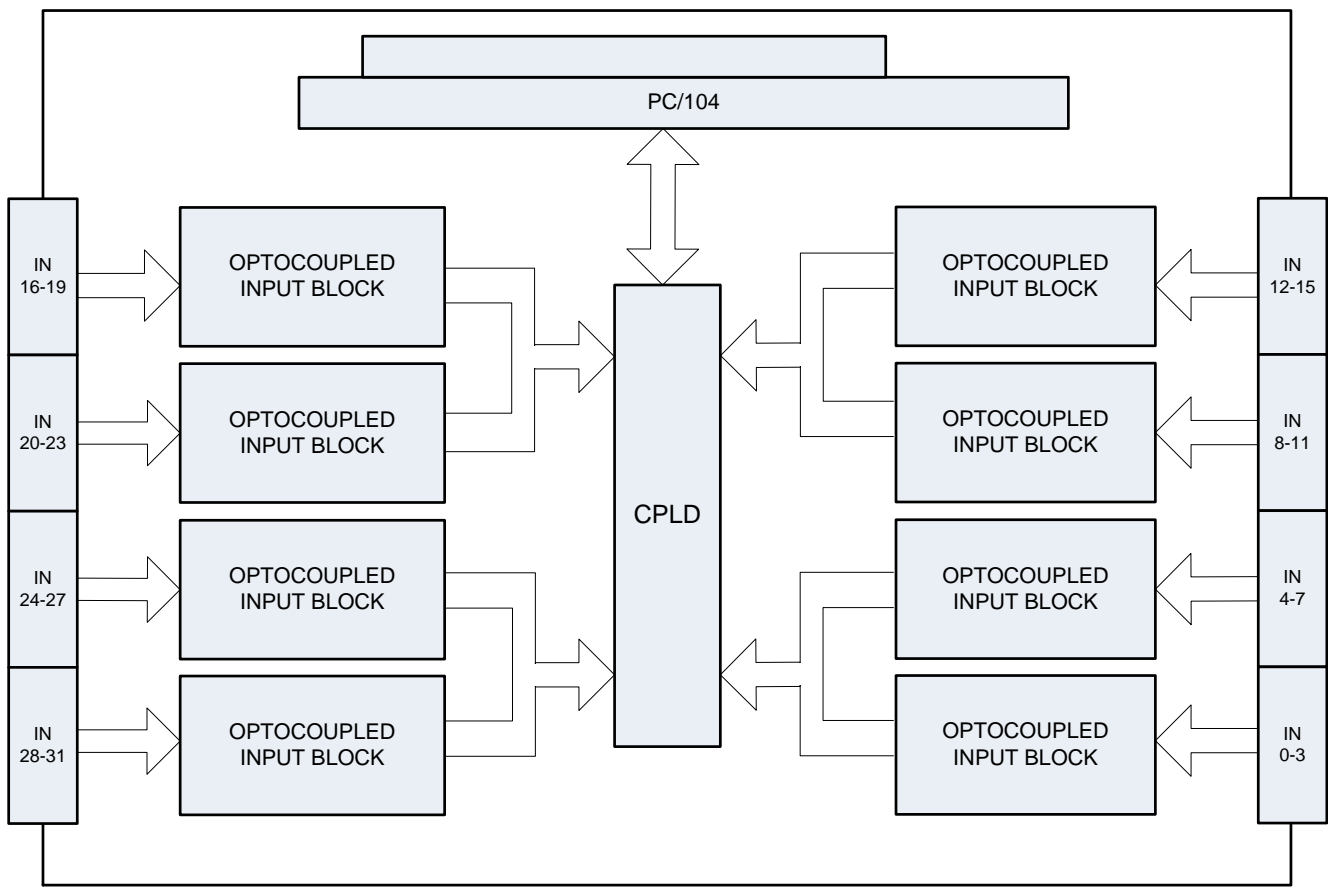 PC/104
IN
16-19
OPTOCOUPLED
INPUT BLOCK
OPTOCOUPLED
INPUT BLOCK
IN
12-15
IN
20-23
OPTOCOUPLED
INPUT BLOCK
OPTOCOUPLED
INPUT BLOCK
IN
8-11
CPLD
IN
24-27
OPTOCOUPLED
INPUT BLOCK
OPTOCOUPLED
INPUT BLOCK
IN
4-7
IN
28-31
OPTOCOUPLED
INPUT BLOCK
OPTOCOUPLED
INPUT BLOCK
IN
0-3